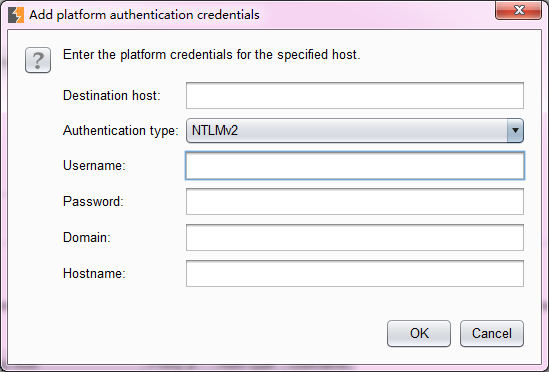 Add platform authentication credentials
Enter the platform credentials for the specified host.
Destination host:
Authentication type: NTLMv2
Username:
Password:
Domain:
Hostname:
OK Cancel